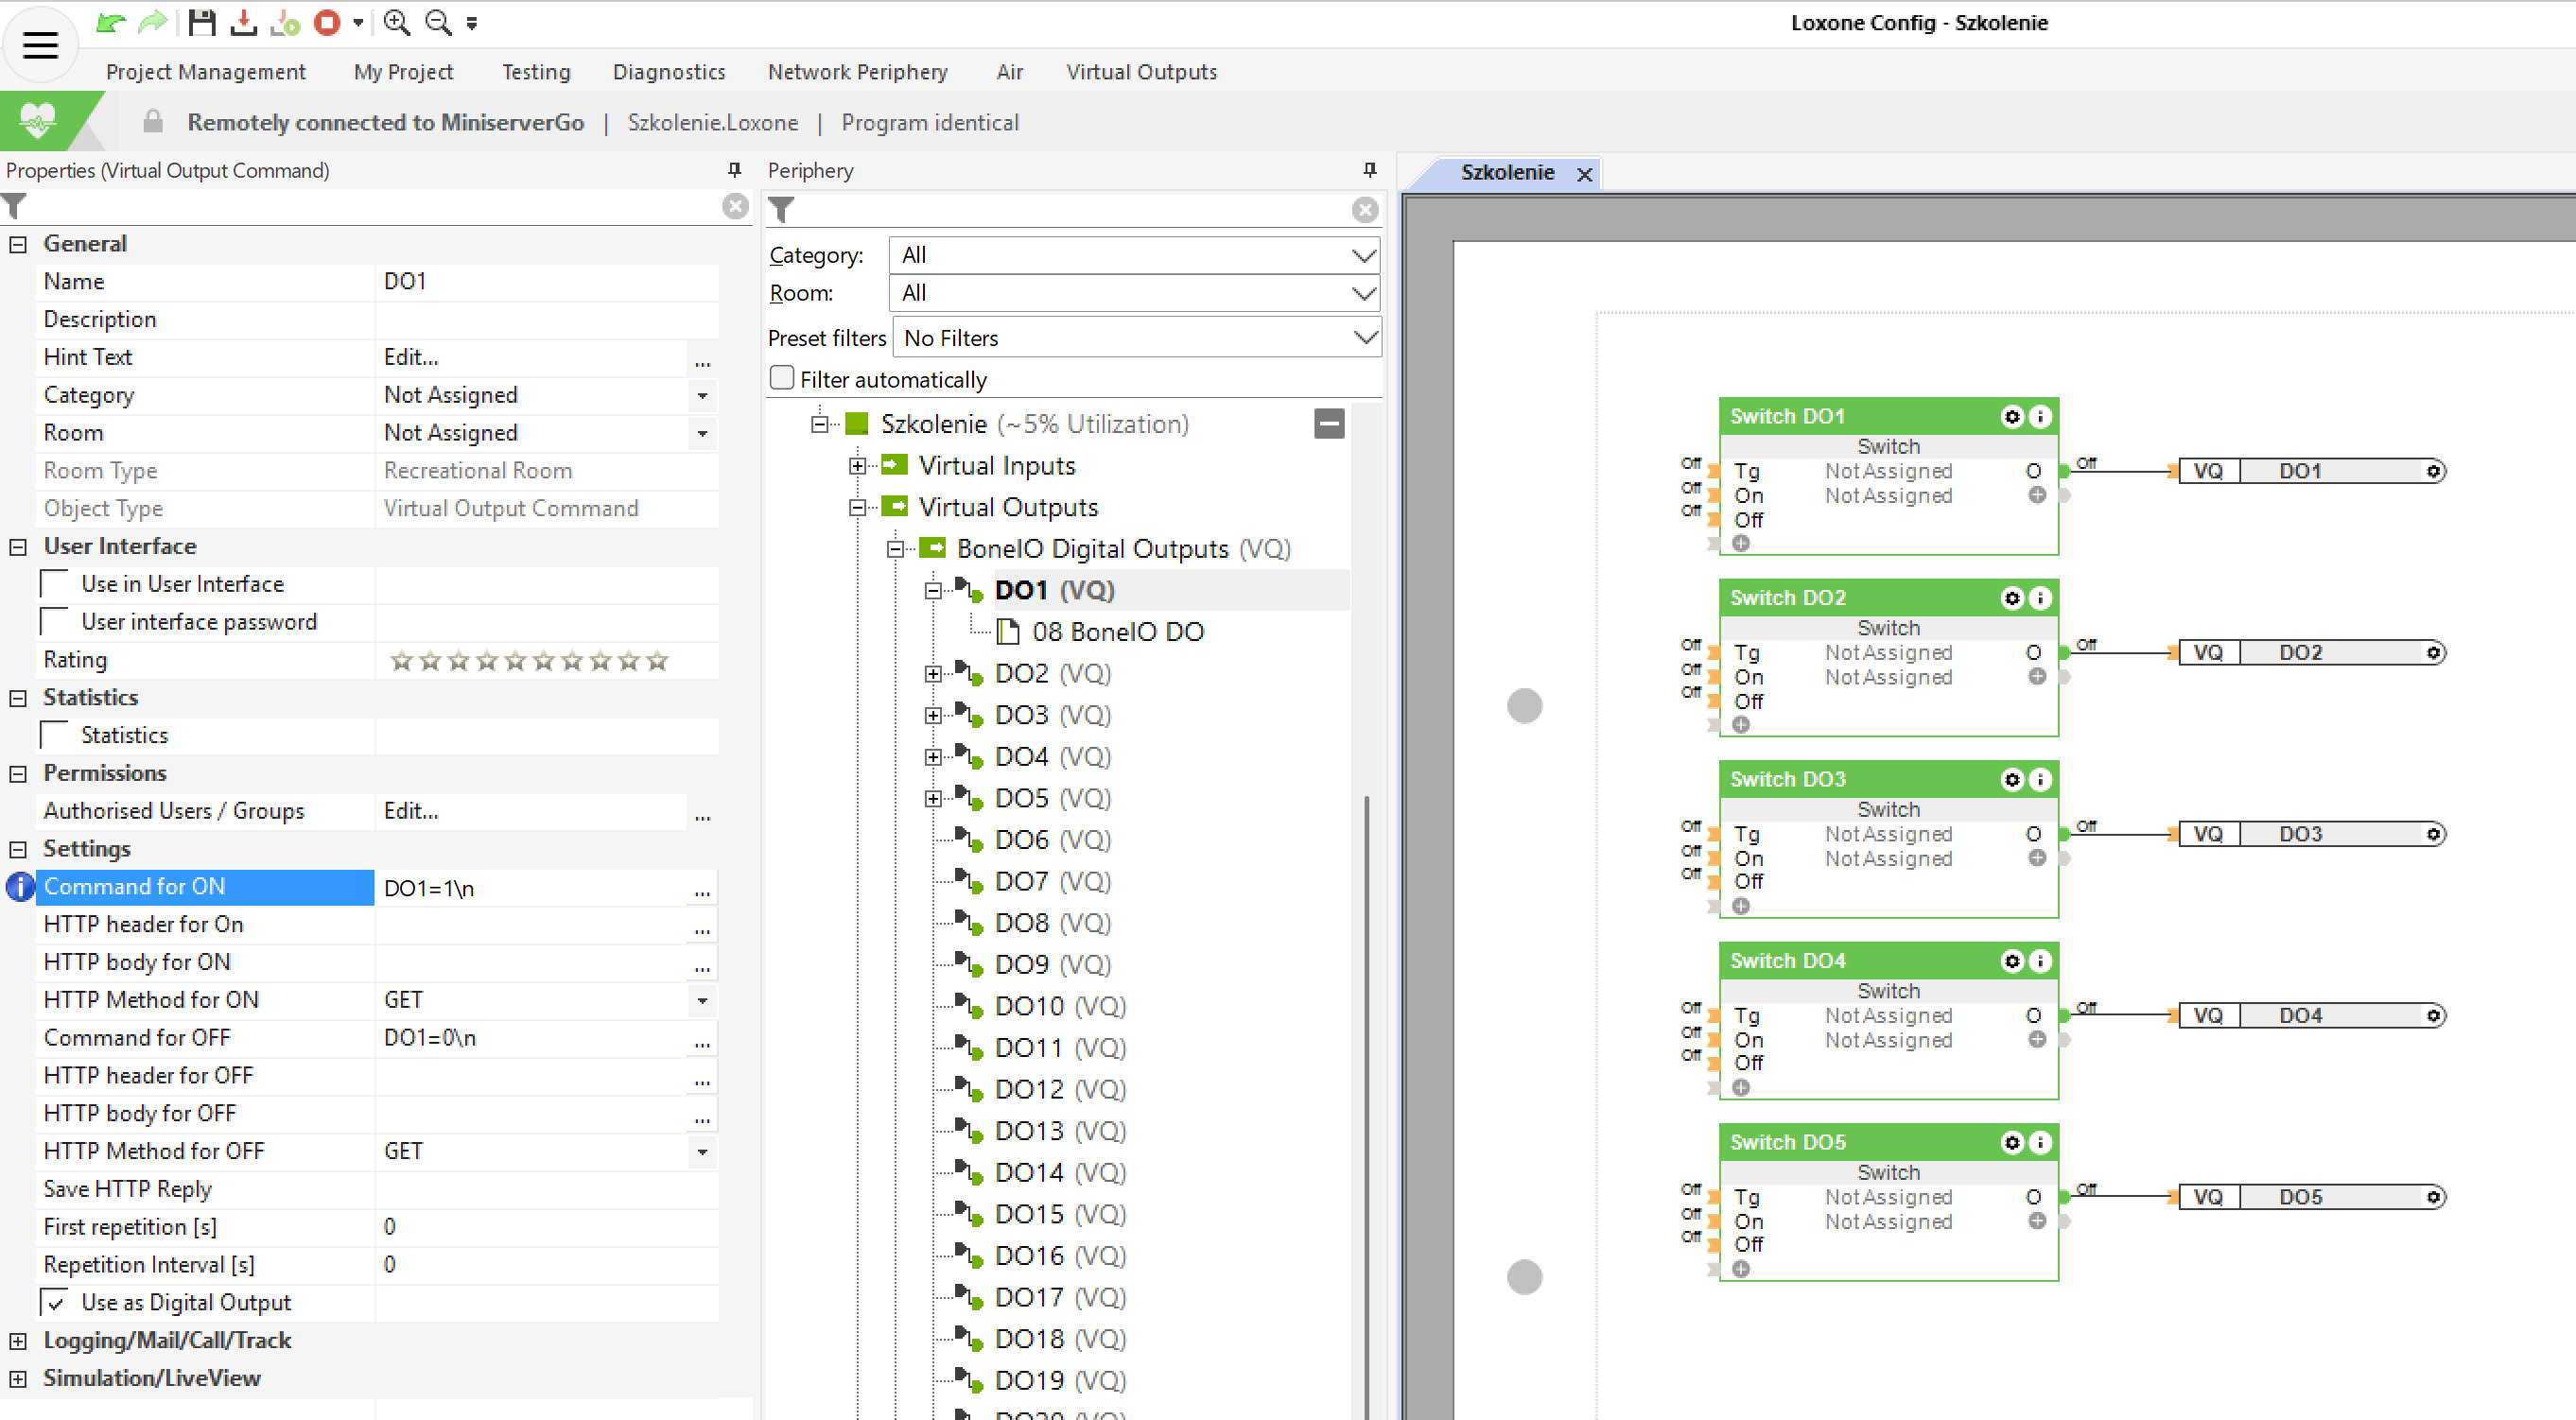 Loxone Config - Szkolenie
Project Management
My Project
Testing
Diagnostics
Network Periphery
Air
Virtual Outputs
Remotely connected to MiniserverGo | Szkolenie.Loxone | Program identical
Properties (Virtual Output Command)
General
Name DO1
Description
Hint Text Edit... ...
Category Not Assigned
Room Not Assigned
Room Type Recreational Room
Object Type Virtual Output Command
User Interface
Use in User Interface
User interface password
Rating
Statistics
Statistics
Permissions
Authorised Users / Groups Edit... ...
Settings
Command for ON DO1=1\n ...
HTTP header for On ...
HTTP body for ON ...
HTTP Method for ON GET
Command for OFF DO1=0\n ...
HTTP header for OFF ...
HTTP body for OFF ...
HTTP Method for OFF GET
Save HTTP Reply
First repetition [s] 0
Repetition Interval [s] 0
Use as Digital Output
Logging/Mail/Call/Track
Simulation/LiveView
Periphery
Category: All
Room: All
Preset filters No Filters
Filter automatically
Szkolenie (~5% Utilization)
Virtual Inputs
Virtual Outputs
BoneIO Digital Outputs (VQ)
DO1 (VQ)
08 BoneIO DO
DO2 (VQ)
DO3 (VQ)
DO4 (VQ)
DO5 (VQ)
DO6 (VQ)
DO7 (VQ)
DO8 (VQ)
DO9 (VQ)
DO10 (VQ)
DO11 (VQ)
DO12 (VQ)
DO13 (VQ)
DO14 (VQ)
DO15 (VQ)
DO16 (VQ)
DO17 (VQ)
DO18 (VQ)
DO19 (VQ)
Szkolenie
Switch DO1
Switch
Off Tg Not Assigned O Off VQ DO1
Off On Not Assigned
Off Off
Switch DO2
Switch
Off Tg Not Assigned O Off VQ DO2
Off On Not Assigned
Off Off
Switch DO3
Switch
Off Tg Not Assigned O Off VQ DO3
Off On Not Assigned
Off Off
Switch DO4
Switch
Off Tg Not Assigned O Off VQ DO4
Off On Not Assigned
Off Off
Switch DO5
Switch
Off Tg Not Assigned O Off VQ DO5
Off On Not Assigned
Off Off